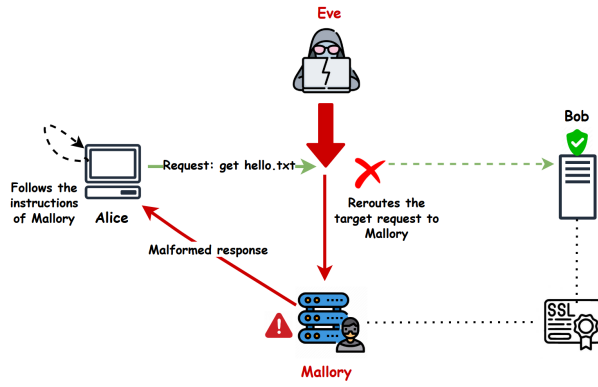 Eve
Bob
Request: get hello.txt
Follows the
instructions
of Mallory
Alice
Reroutes the
target request to
Mallory
Malformed response
SSL
Mallory